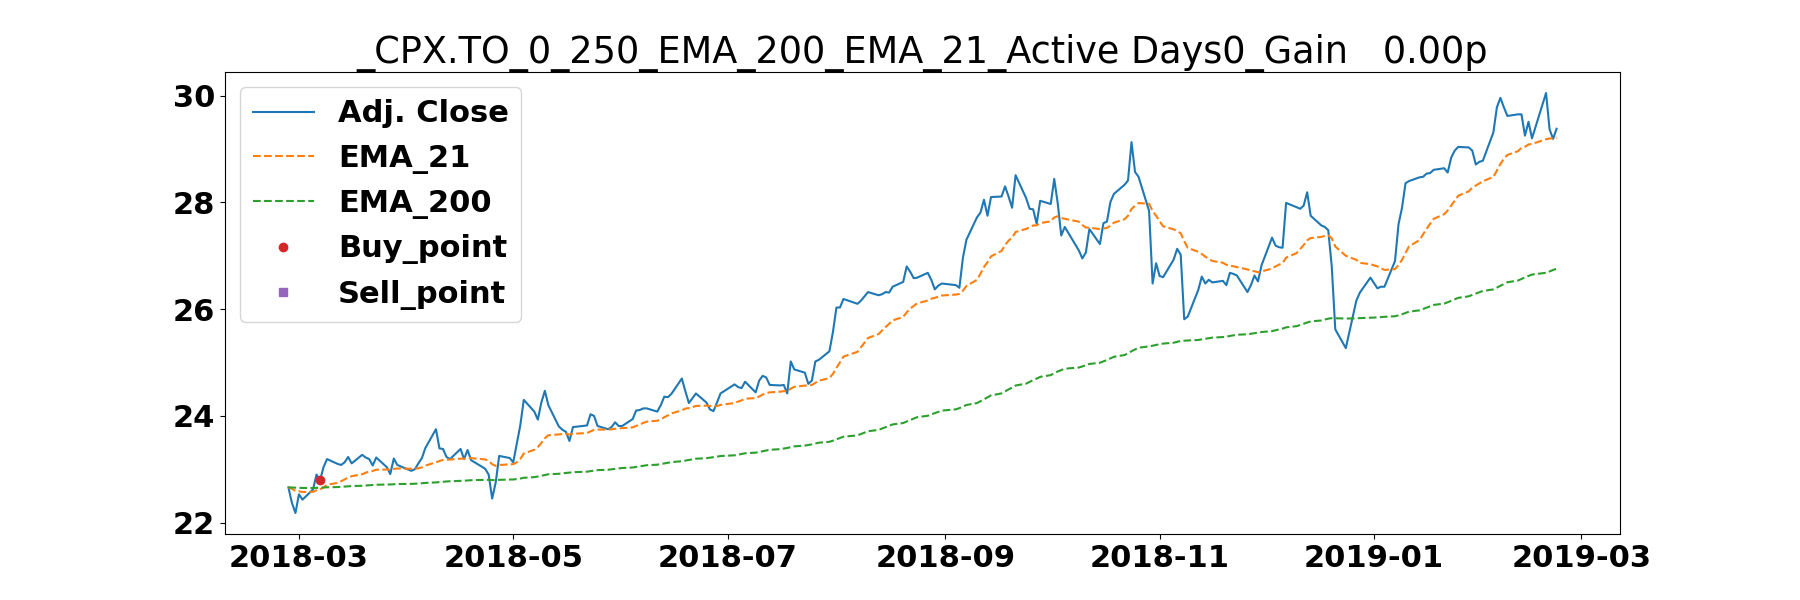 _CPX.TO_0_250_EMA_200_EMA_21_Active Days0_Gain   0.00p
30
28
26
24
22
Adj. Close
EMA_21
EMA_200
Buy_point
Sell_point
2018-03 2018-05 2018-07 2018-09 2018-11 2019-01 2019-03